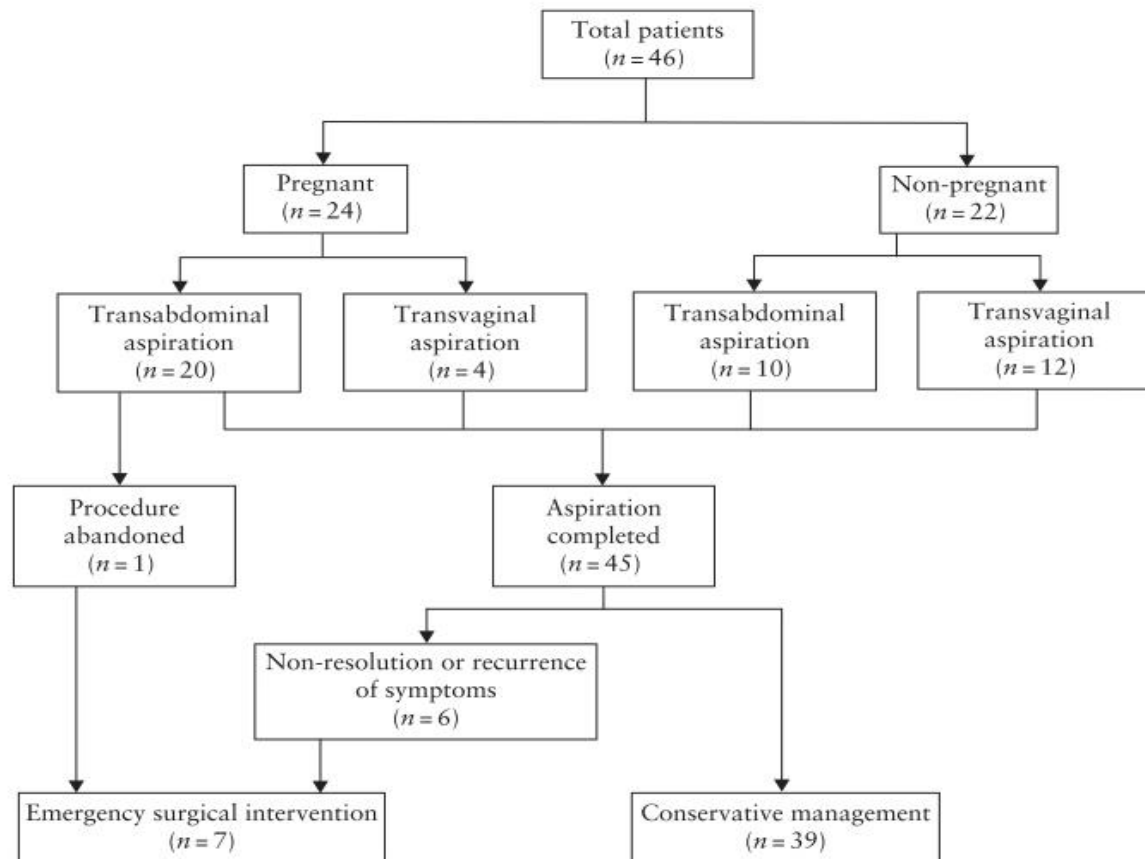 Total patients
(n = 46)
Pregnant
(n = 24)
Non-pregnant
(n = 22)
Transabdominal
aspiration
(n = 20)
Transvaginal
aspiration
(n = 4)
Transabdominal
aspiration
(n = 10)
Transvaginal
aspiration
(n = 12)
Procedure
abandoned
(n = 1)
Aspiration
completed
(n = 45)
Non-resolution or recurrence
of symptoms
(n = 6)
Emergency surgical intervention
(n = 7)
Conservative management
(n = 39)